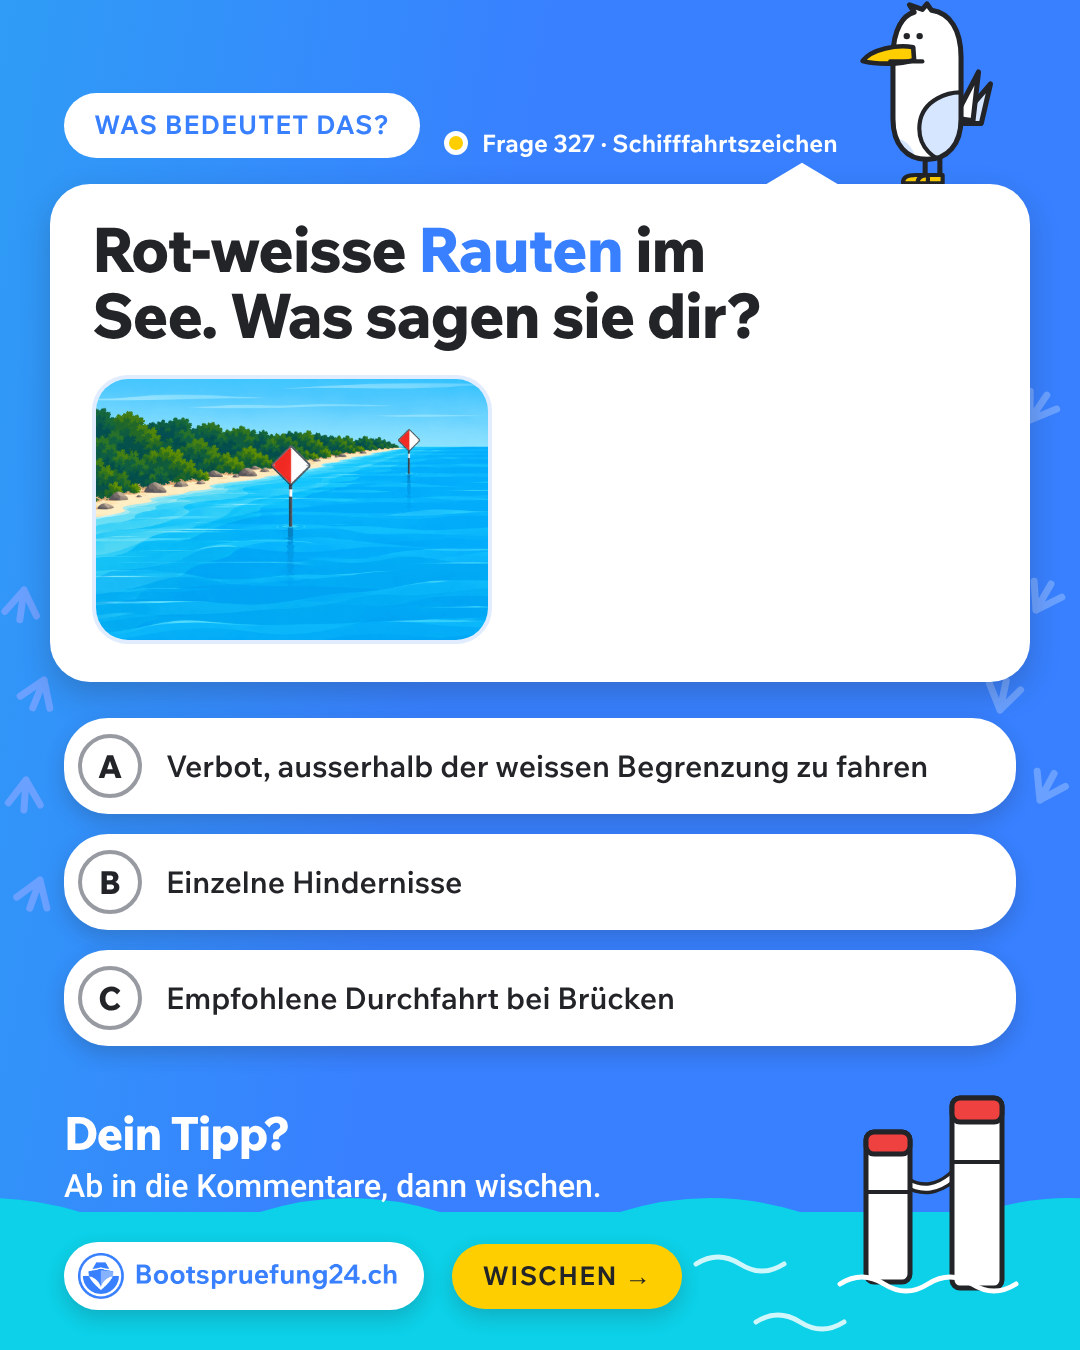 WAS BEDEUTET DAS?
Frage 327 · Schifffahrtszeichen
Rot-weisse Rauten im
See. Was sagen sie dir?
A Verbot, ausserhalb der weissen Begrenzung zu fahren
B Einzelne Hindernisse
C Empfohlene Durchfahrt bei Brücken
Dein Tipp?
Ab in die Kommentare, dann wischen.
Bootspruefung24.ch
WISCHEN →